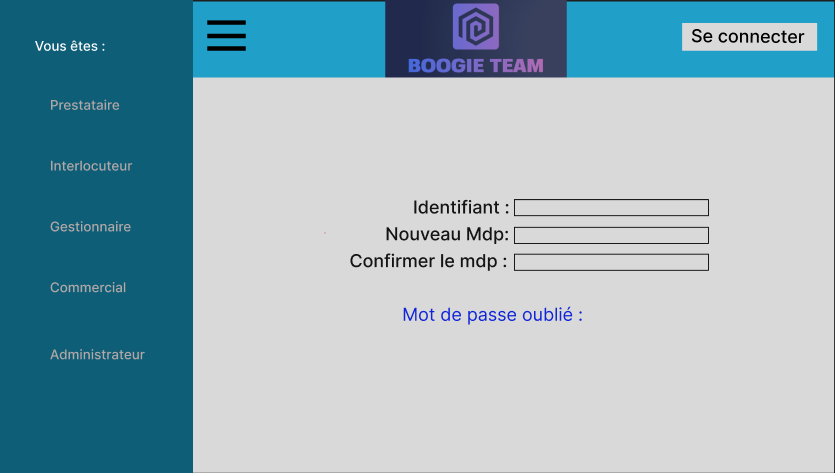 Vous êtes :
Prestataire
Interlocuteur
Gestionnaire
Commercial
Administrateur
BOOGIE TEAM
Se connecter
Identifiant :
Nouveau Mdp:
Confirmer le mdp :
Mot de passe oublié :